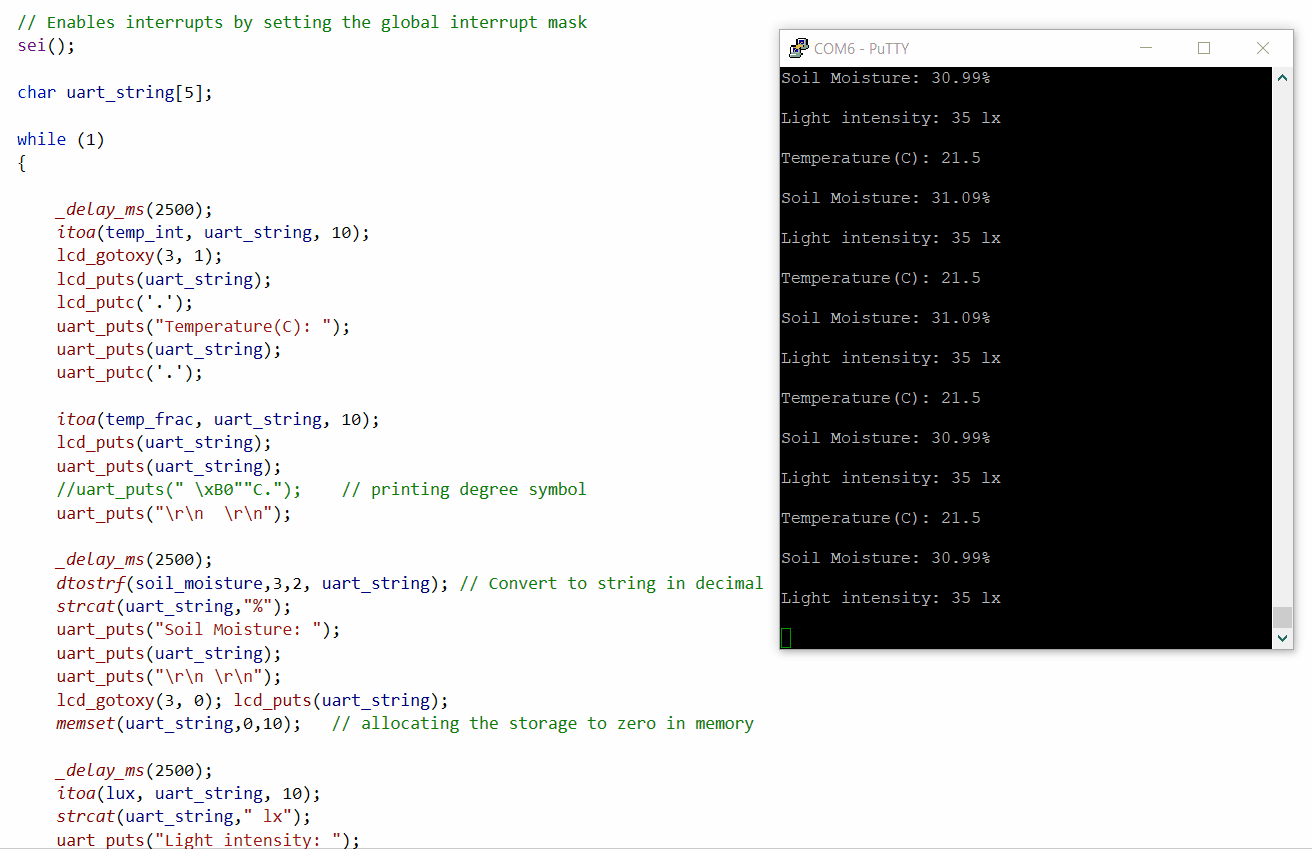 // Enables interrupts by setting the global interrupt mask
sei();
char uart_string[5];
while (1)
{
_delay_ms(2500);
itoa(temp_int, uart_string, 10);
lcd_gotoxy(3, 1);
lcd_puts(uart_string);
lcd_putc('.');
uart_puts("Temperature(C): ");
uart_puts(uart_string);
uart_putc('.');
itoa(temp_frac, uart_string, 10);
lcd_puts(uart_string);
uart_puts(uart_string);
//uart_puts(" \xB0""C.");    // printing degree symbol
uart_puts("\r\n  \r\n");
_delay_ms(2500);
dtostrf(soil_moisture,3,2, uart_string); // Convert to string in decimal
strcat(uart_string,"%");
uart_puts("Soil Moisture: ");
uart_puts(uart_string);
uart_puts("\r\n \r\n");
lcd_gotoxy(3, 0); lcd_puts(uart_string);
memset(uart_string,0,10);   // allocating the storage to zero in memory
_delay_ms(2500);
itoa(lux, uart_string, 10);
strcat(uart_string," lx");
uart_puts("Light intensity: ");
COM6 - PuTTY
Soil Moisture: 30.99%
Light intensity: 35 lx
Temperature(C): 21.5
Soil Moisture: 31.09%
Light intensity: 35 lx
Temperature(C): 21.5
Soil Moisture: 31.09%
Light intensity: 35 lx
Temperature(C): 21.5
Soil Moisture: 30.99%
Light intensity: 35 lx
Temperature(C): 21.5
Soil Moisture: 30.99%
Light intensity: 35 lx